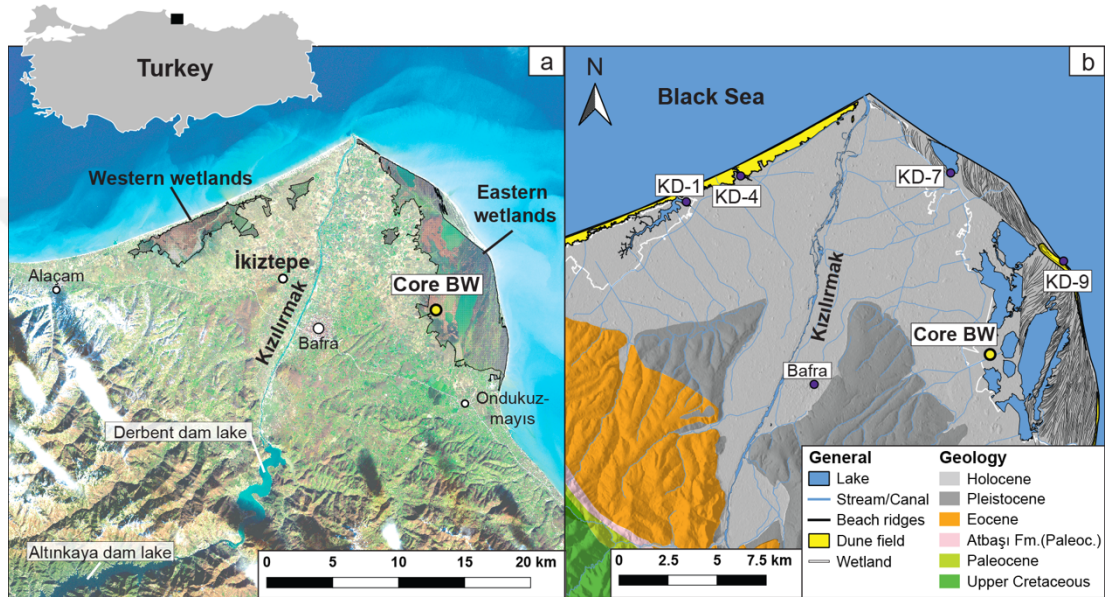 Turkey
a
Western wetlands
Eastern
wetlands
İkiztepe
Alaçam
Core BW
Kızılırmak
Bafra
Ondukuz-
mayıs
Derbent dam lake
Altınkaya dam lake
0 5 10 15 20 km
b
N
Black Sea
KD-1
KD-4
KD-7
KD-9
Kızılırmak
Core BW
Bafra
0 2.5 5 7.5 km
General
Lake
Stream/Canal
Beach ridges
Dune field
Wetland
Geology
Holocene
Pleistocene
Eocene
Atbaşı Fm.(Paleoc.)
Paleocene
Upper Cretaceous